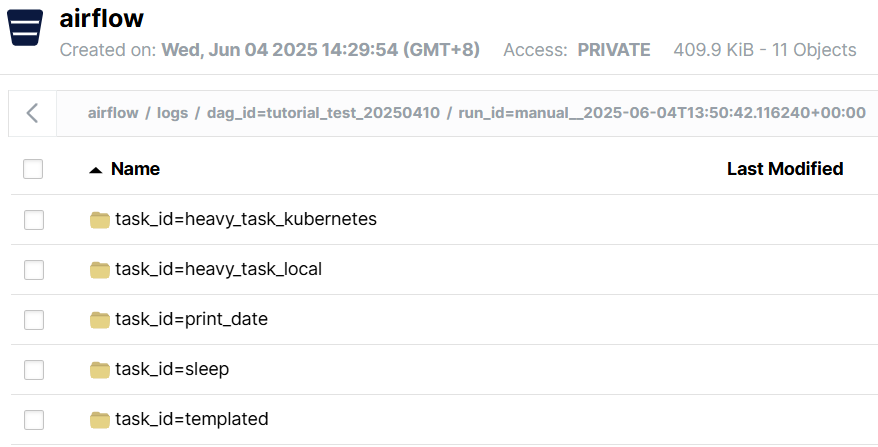 airflow
Created on: Wed, Jun 04 2025 14:29:54 (GMT+8) Access: PRIVATE 409.9 KiB - 11 Objects
airflow / logs / dag_id=tutorial_test_20250410 / run_id=manual__2025-06-04T13:50:42.116240+00:00
Name Last Modified
task_id=heavy_task_kubernetes
task_id=heavy_task_local
task_id=print_date
task_id=sleep
task_id=templated